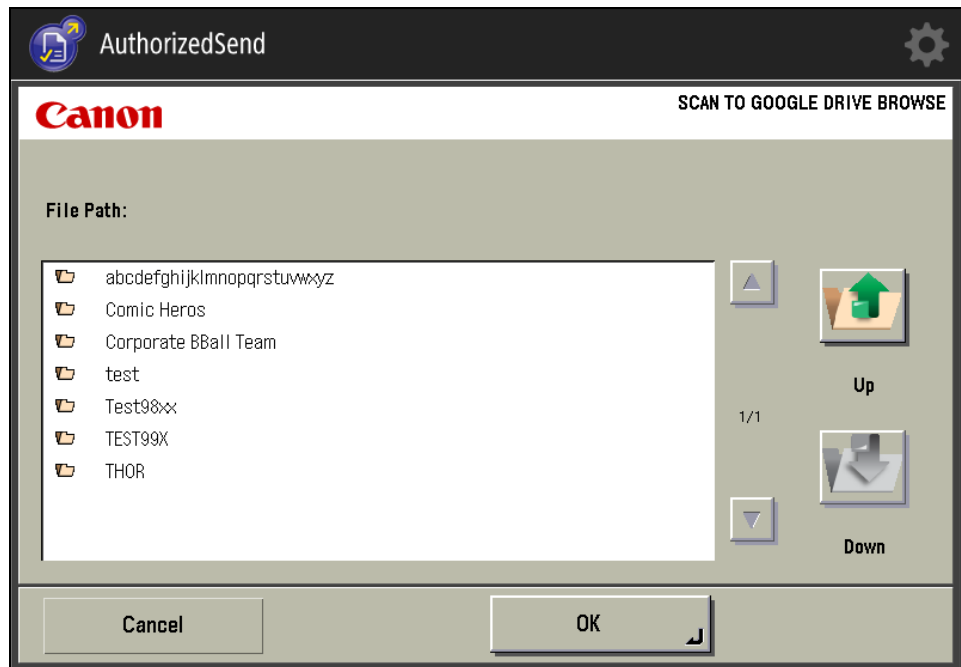 AuthorizedSend
Canon
SCAN TO GOOGLE DRIVE BROWSE
File Path:
abcdefghijklmnopqrstuvwxyz
Comic Heros
Corporate BBall Team
test
Test98xx
TEST99X
THOR
Up
1/1
Down
Cancel
OK